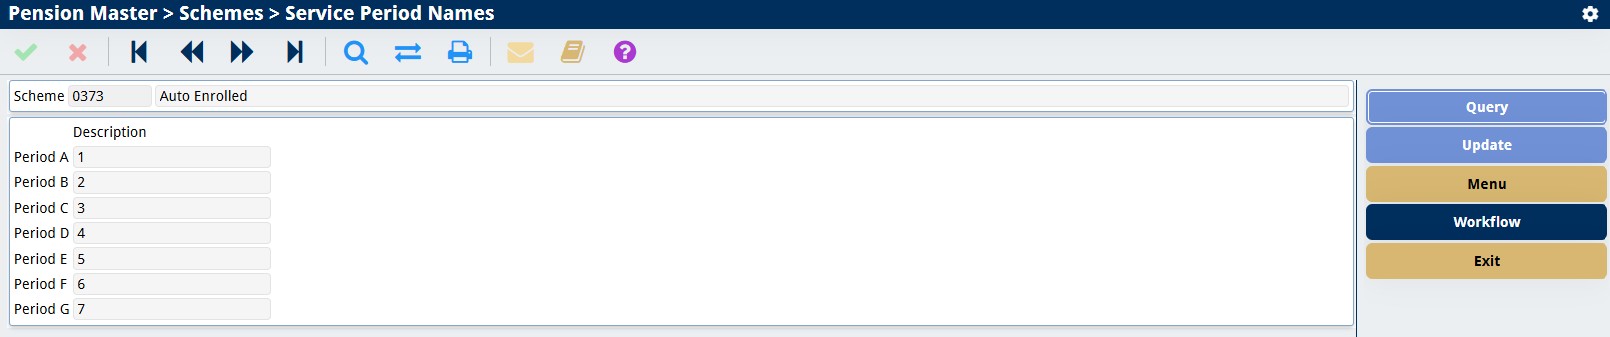 Pension Master > Schemes > Service Period Names
?
Scheme 0373 Auto Enrolled
Description
Period A 1
Period B 2
Period C 3
Period D 4
Period E 5
Period F 6
Period G 7
Query
Update
Menu
Workflow
Exit